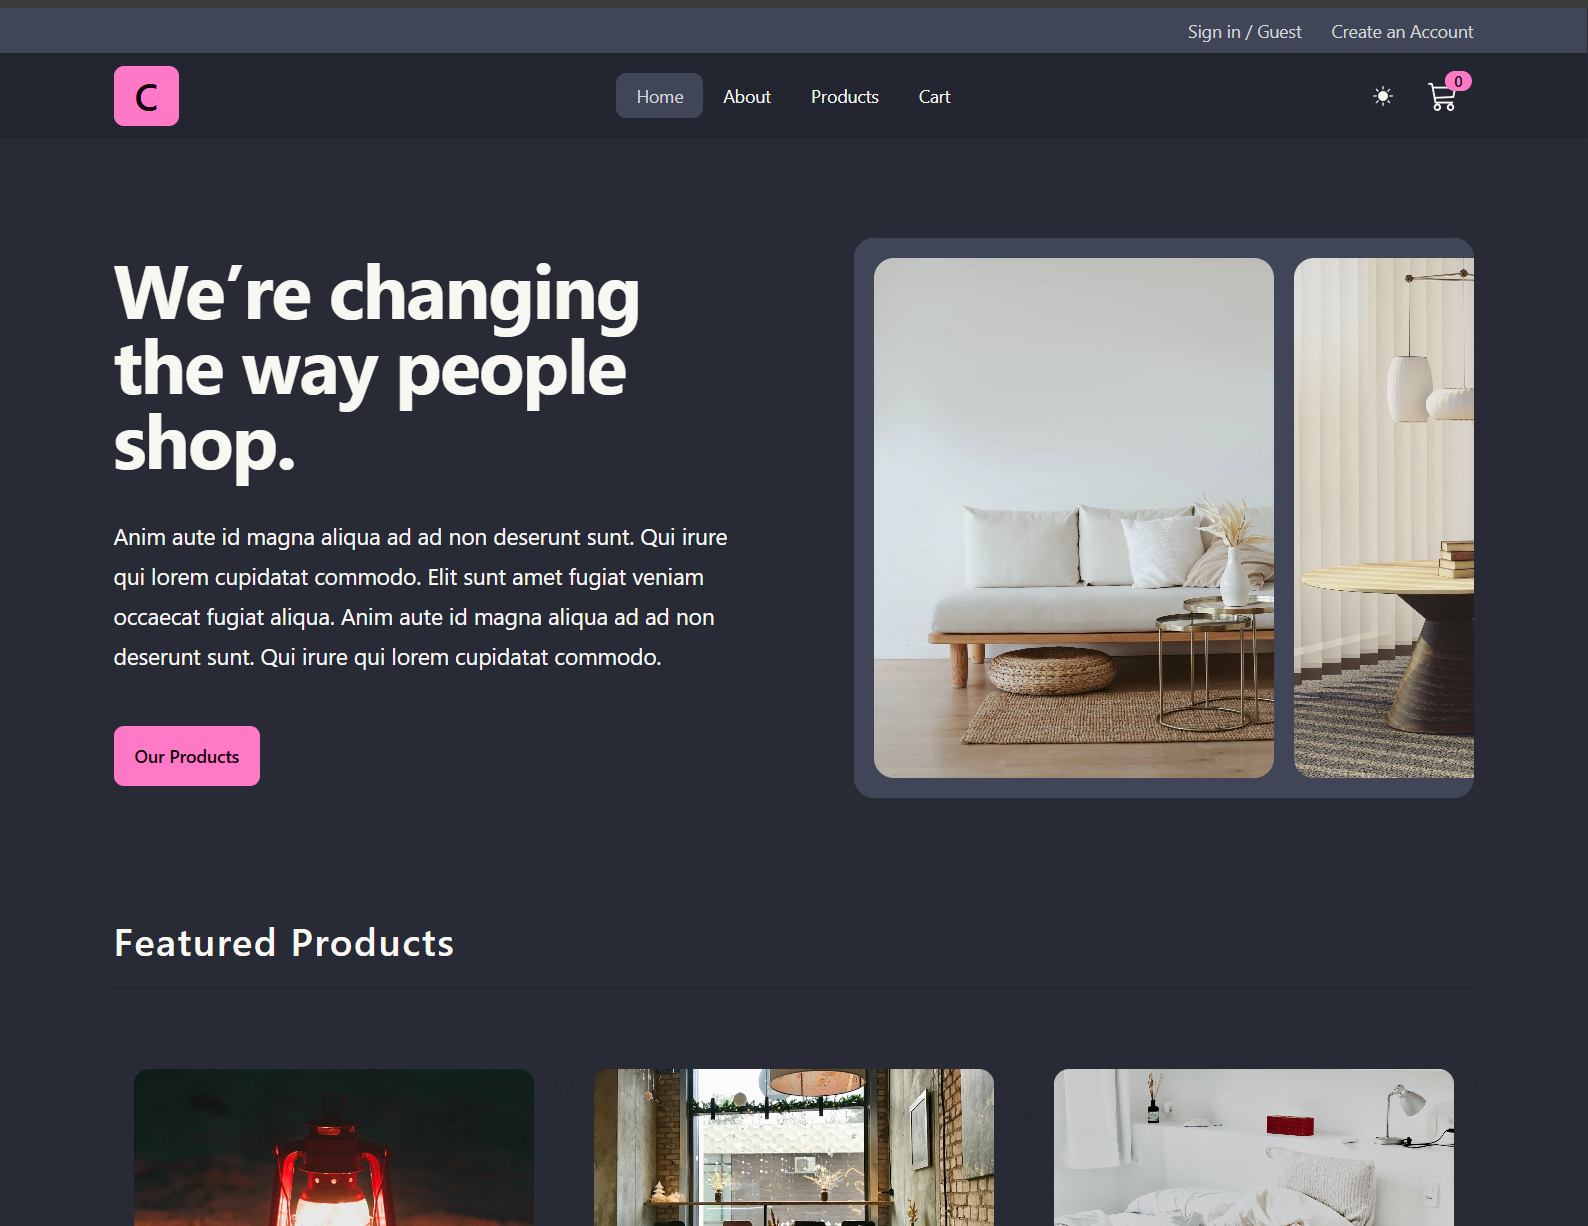 Sign in / Guest Create an Account
C
Home About Products Cart
0
We’re changing
the way people
shop.
Anim aute id magna aliqua ad ad non deserunt sunt. Qui irure
qui lorem cupidatat commodo. Elit sunt amet fugiat veniam
occaecat fugiat aliqua. Anim aute id magna aliqua ad ad non
deserunt sunt. Qui irure qui lorem cupidatat commodo.
Our Products
Featured Products